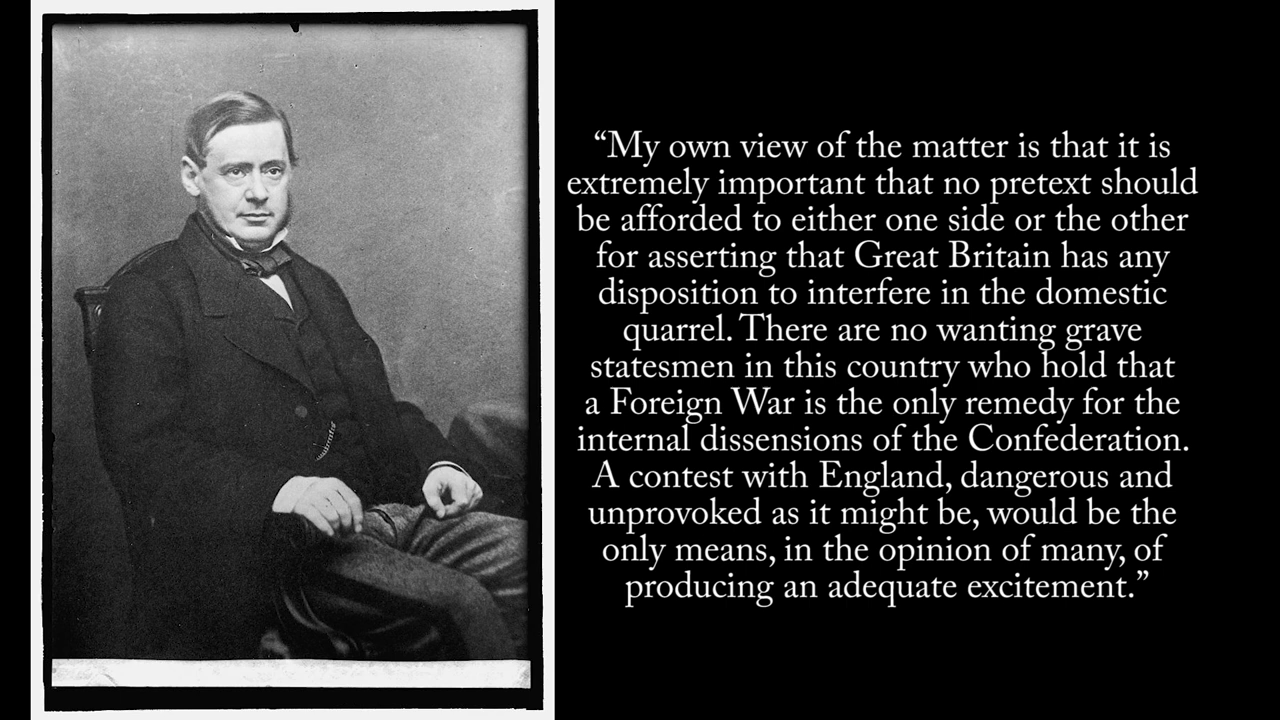 “My own view of the matter is that it is
extremely important that no pretext should
be afforded to either one side or the other
for asserting that Great Britain has any
disposition to interfere in the domestic
quarrel. There are no wanting grave
statesmen in this country who hold that
a Foreign War is the only remedy for the
internal dissensions of the Confederation.
A contest with England, dangerous and
unprovoked as it might be, would be the
only means, in the opinion of many, of
producing an adequate excitement.”